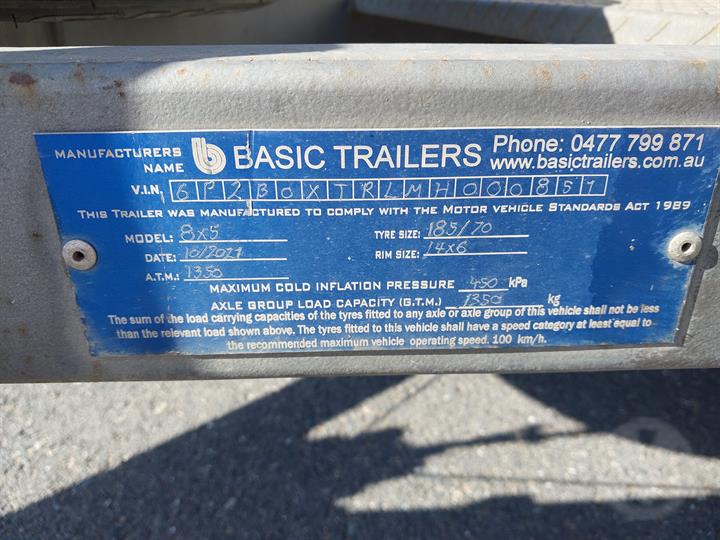 MANUFACTURERS NAME BASIC TRAILERS Phone: 0477 799 871
www.basictrailers.com.au
V.I.N. 6P2B0XTRLMH000851
THIS TRAILER WAS MANUFACTURED TO COMPLY WITH THE MOTOR VEHICLE STANDARDS ACT 1989
MODEL: 8x5 TYRE SIZE: 185/70
DATE: 10/2021 RIM SIZE: 14x6
A.T.M.: 1350
MAXIMUM COLD INFLATION PRESSURE 450 kPa
AXLE GROUP LOAD CAPACITY (G.T.M.) 1350 kg
The sum of the load carrying capacities of the tyres fitted to any axle or axle group of this vehicle shall not be less
than the relevant load shown above. The tyres fitted to this vehicle shall have a speed category at least equal to
the recommended maximum vehicle operating speed. 100 km/h.